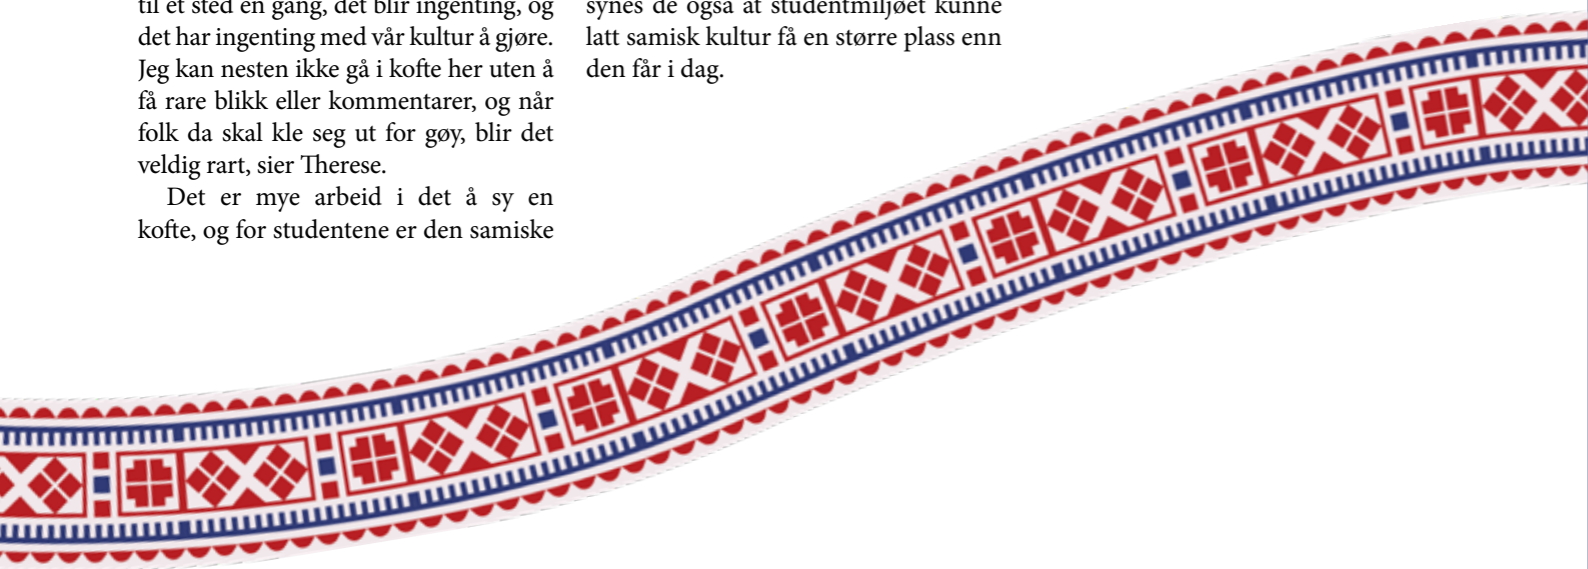 til et sted en gang, det blir ingenting, og
det har ingenting med vår kultur å gjøre.
Jeg kan nesten ikke gå i kofte her uten å
få rare blikk eller kommentarer, og når
folk da skal kle seg ut for gøy, blir det
veldig rart, sier Therese.
Det er mye arbeid i det å sy en
kofte, og for studentene er den samiske
synes de også at studentmiljøet kunne
latt samisk kultur få en større plass enn
den får i dag.